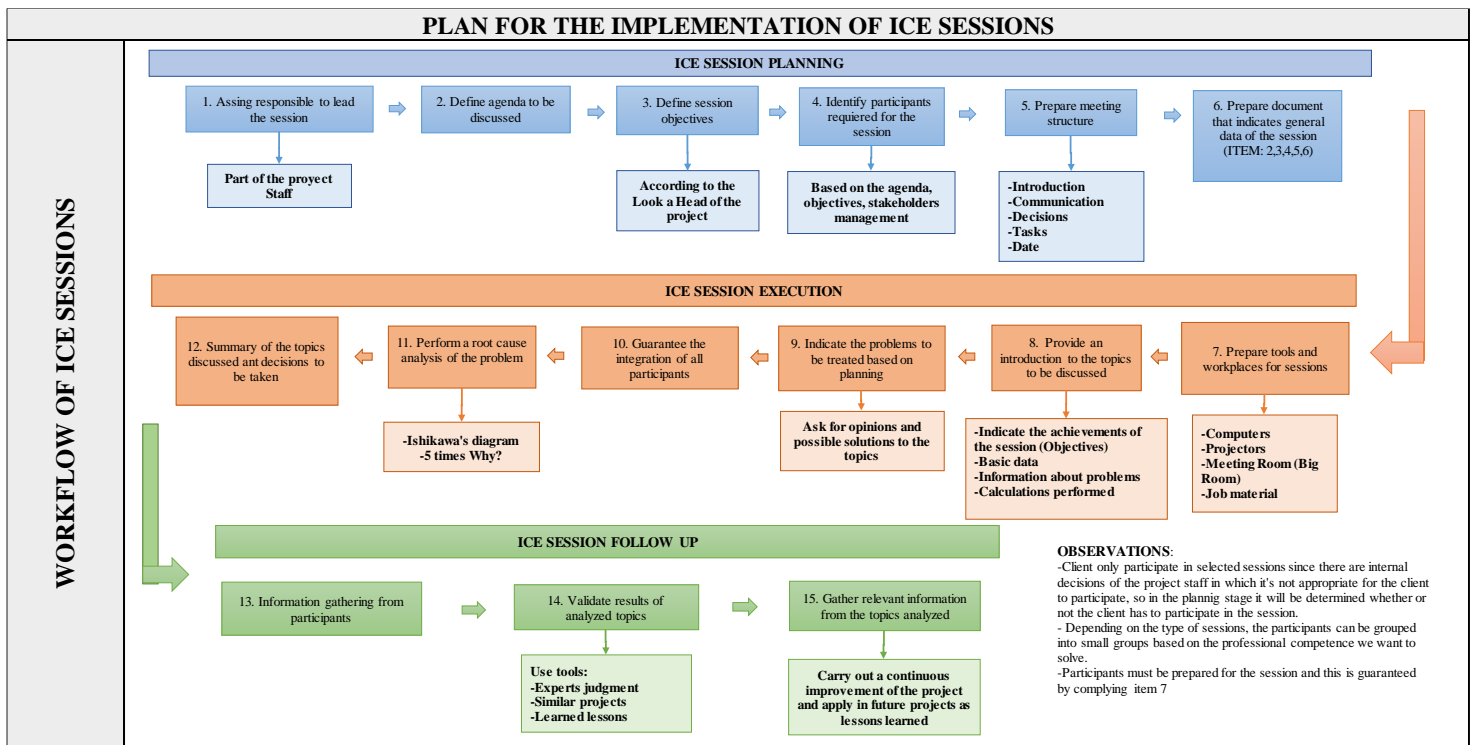 PLAN FOR THE IMPLEMENTATION OF ICE SESSIONS
WORKFLOW OF ICE SESSIONS
ICE SESSION PLANNING
1. Assing responsible to lead
the session
2. Define agenda to be
discussed
3. Define session
objectives
4. Identify participants
requiered for the
session
5. Prepare meeting
structure
6. Prepare document
that indicates general
data of the session
(ITEM: 2,3,4,5,6)
Part of the proyect
Staff
According to the
Look a Head of the
project
Based on the agenda,
objectives, stakeholders
management
-Introduction
-Communication
-Decisions
-Tasks
-Date
ICE SESSION EXECUTION
12. Summary of the topics
discussed ant decisions to
be taken
11. Perform a root cause
analysis of the problem
10. Guarantee the
integration of all
participants
9. Indicate the problems to
be treated based on
planning
8. Provide an
introduction to the topics
to be discussed
7. Prepare tools and
workplaces for sessions
-Ishikawa's diagram
-5 times Why?
Ask for opinions and
possible solutions to the
topics
-Indicate the achievements of
the session (Objectives)
-Basic data
-Information about problems
-Calculations performed
-Computers
-Projectors
-Meeting Room (Big
Room)
-Job material
ICE SESSION FOLLOW UP
13. Information gathering from
participants
14. Validate results of
analyzed topics
15. Gather relevant information
from the topics analyzed
Use tools:
-Experts judgment
-Similar projects
-Learned lessons
Carry out a continuous
improvement of the project
and apply in future projects as
lessons learned
OBSERVATIONS:
-Client only participate in selected sessions since there are internal
decisions of the project staff in which it's not appropriate for the client
to participate, so in the plannig stage it will be determined whether or
not the client has to participate in the session.
- Depending on the type of sessions, the participants can be grouped
into small groups based on the professional competence we want to
solve.
-Participants must be prepared for the session and this is guaranteed
by complying item 7